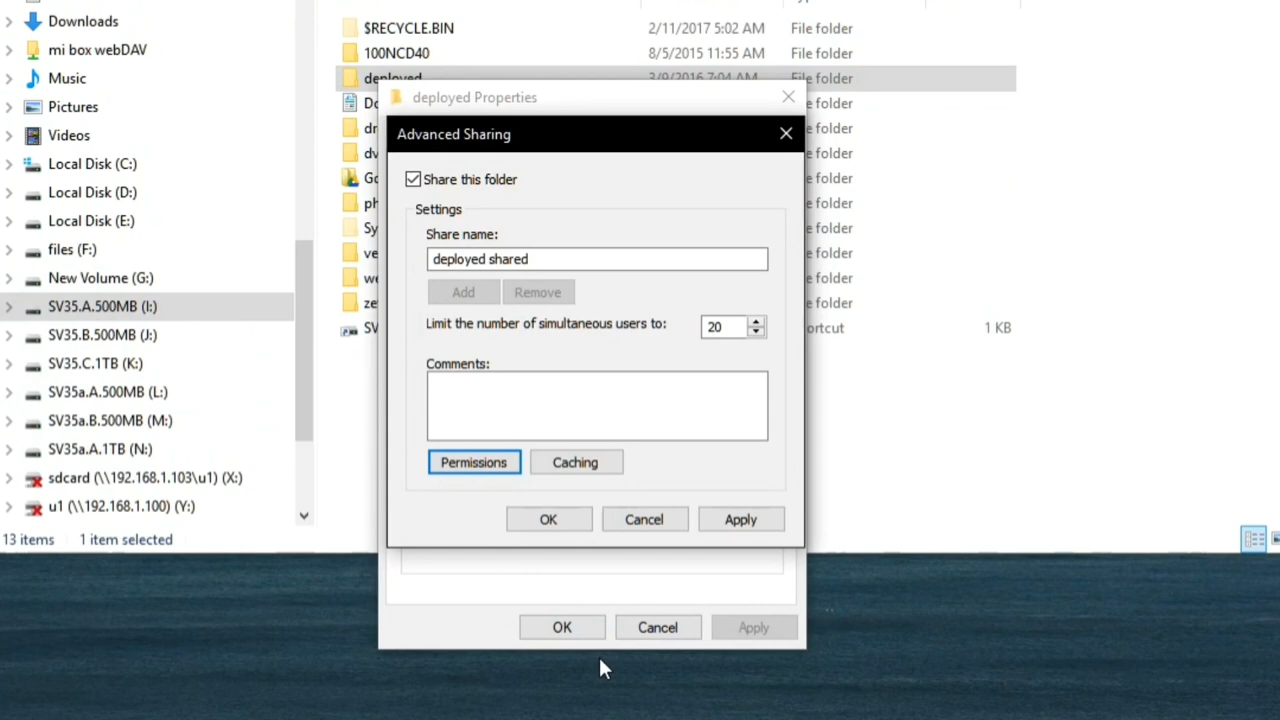 Downloads
mi box webDAV
Music
Pictures
Videos
Local Disk (C:)
Local Disk (D:)
Local Disk (E:)
files (F:)
New Volume (G:)
SV35.A.500MB (I:)
SV35.B.500MB (J:)
SV35.C.1TB (K:)
SV35a.A.500MB (L:)
SV35a.B.500MB (M:)
SV35a.A.1TB (N:)
sdcard (\\192.168.1.103\u1) (X:)
u1 (\\192.168.1.100) (Y:)
13 items 1 item selected
$RECYCLE.BIN 2/11/2017 5:02 AM File folder
100NCD40 8/5/2015 11:55 AM File folder
deployed 3/9/2016 7:04 AM File folder
deployed Properties
Advanced Sharing
Share this folder
Settings
Share name:
deployed shared
Add Remove
Limit the number of simultaneous users to: 20
Comments:
Permissions Caching
OK Cancel Apply
OK Cancel Apply
e folder
e folder
e folder
e folder
e folder
e folder
e folder
e folder
e folder
ortcut 1 KB